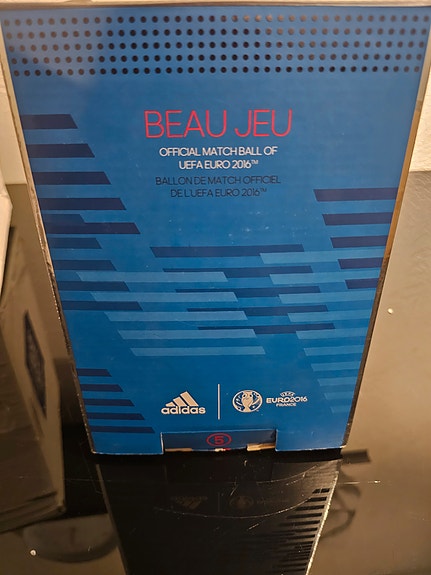 BEAU JEU
OFFICIAL MATCH BALL OF
UEFA EURO 2016™
BALLON DE MATCH OFFICIEL
DE L'UEFA EURO 2016™
adidas
UEFA
EURO2016
FRANCE
5